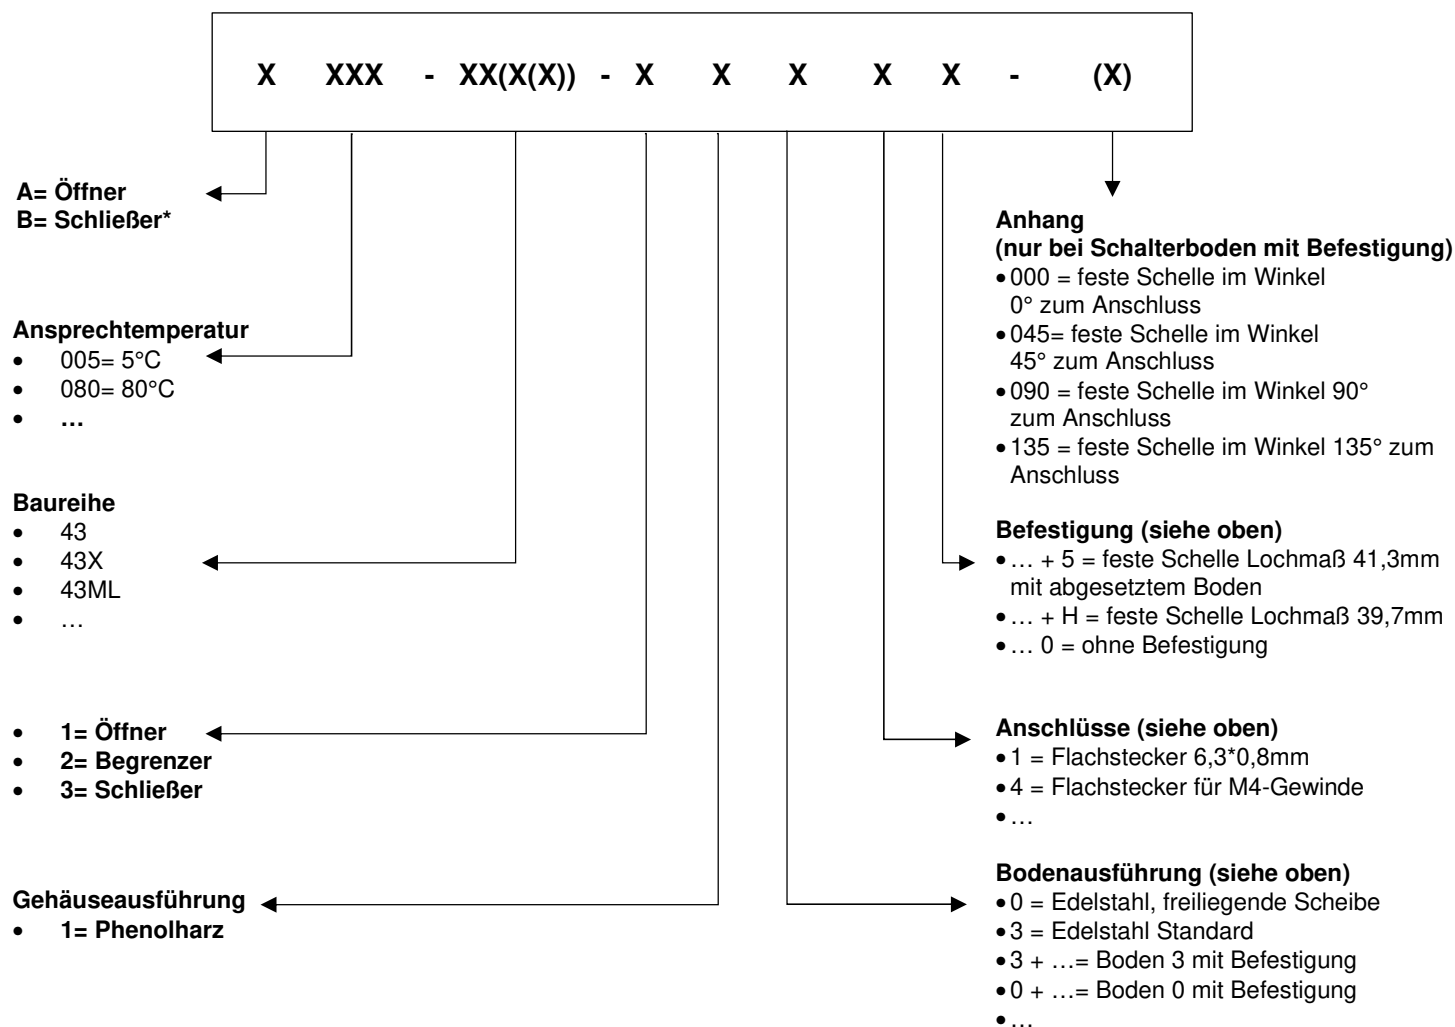 X XXX - XX(X(X)) - X X X X X - (X)
A= Öffner
B= Schließer*
Ansprechtemperatur
• 005= 5°C
• 080= 80°C
• ...
Baureihe
• 43
• 43X
• 43ML
• …
• 1= Öffner
• 2= Begrenzer
• 3= Schließer
Gehäuseausführung
• 1= Phenolharz
Anhang
(nur bei Schalterboden mit Befestigung)
• 000 = feste Schelle im Winkel
0° zum Anschluss
• 045= feste Schelle im Winkel
45° zum Anschluss
• 090 = feste Schelle im Winkel 90°
zum Anschluss
• 135 = feste Schelle im Winkel 135° zum
Anschluss
Befestigung (siehe oben)
• … + 5 = feste Schelle Lochmaß 41,3mm
mit abgesetztem Boden
• … + H = feste Schelle Lochmaß 39,7mm
• … 0 = ohne Befestigung
Anschlüsse (siehe oben)
• 1 = Flachstecker 6,3*0,8mm
• 4 = Flachstecker für M4-Gewinde
• …
Bodenausführung (siehe oben)
• 0 = Edelstahl, freiliegende Scheibe
• 3 = Edelstahl Standard
• 3 + …= Boden 3 mit Befestigung
• 0 + …= Boden 0 mit Befestigung
• …